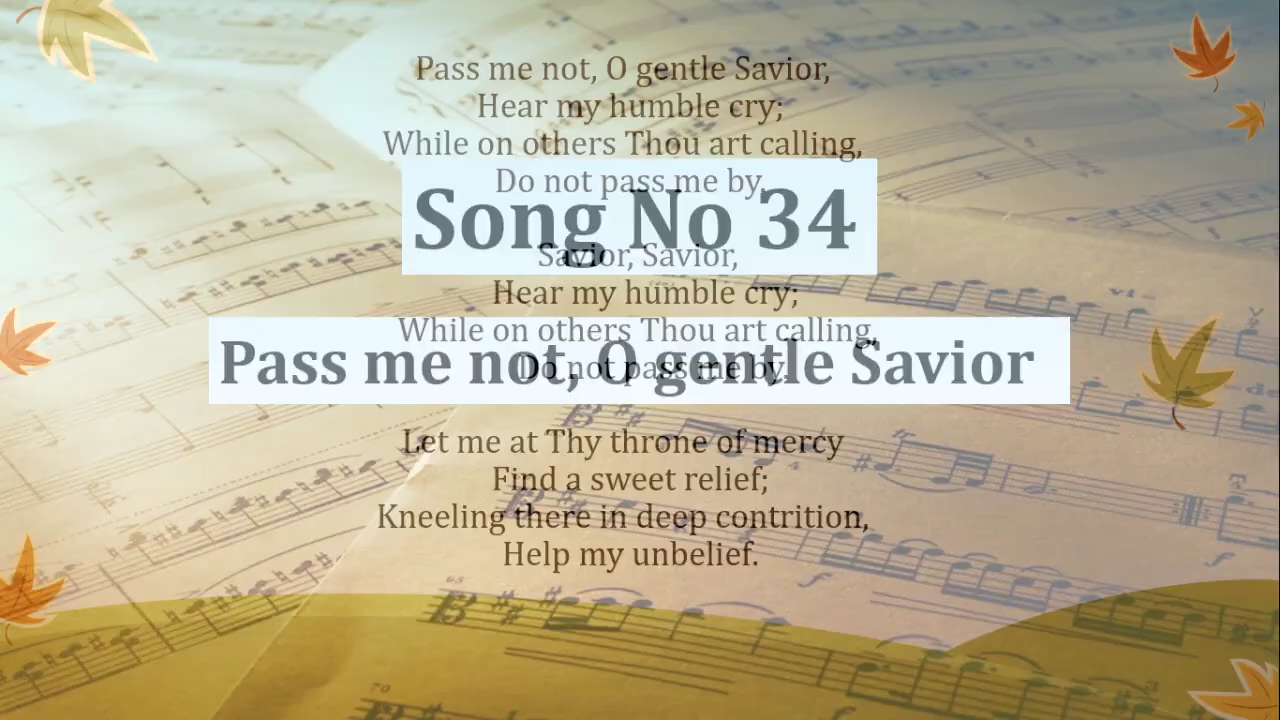 Pass me not, O gentle Savior,
Hear my humble cry;
While on others Thou art calling,
Do not pass me by.
Song No 34
Savior, Savior,
Hear my humble cry;
While on others Thou art calling,
Pass me not, O gentle Savior
Do not pass me by.
Let me at Thy throne of mercy
Find a sweet relief;
Kneeling there in deep contrition,
Help my unbelief.